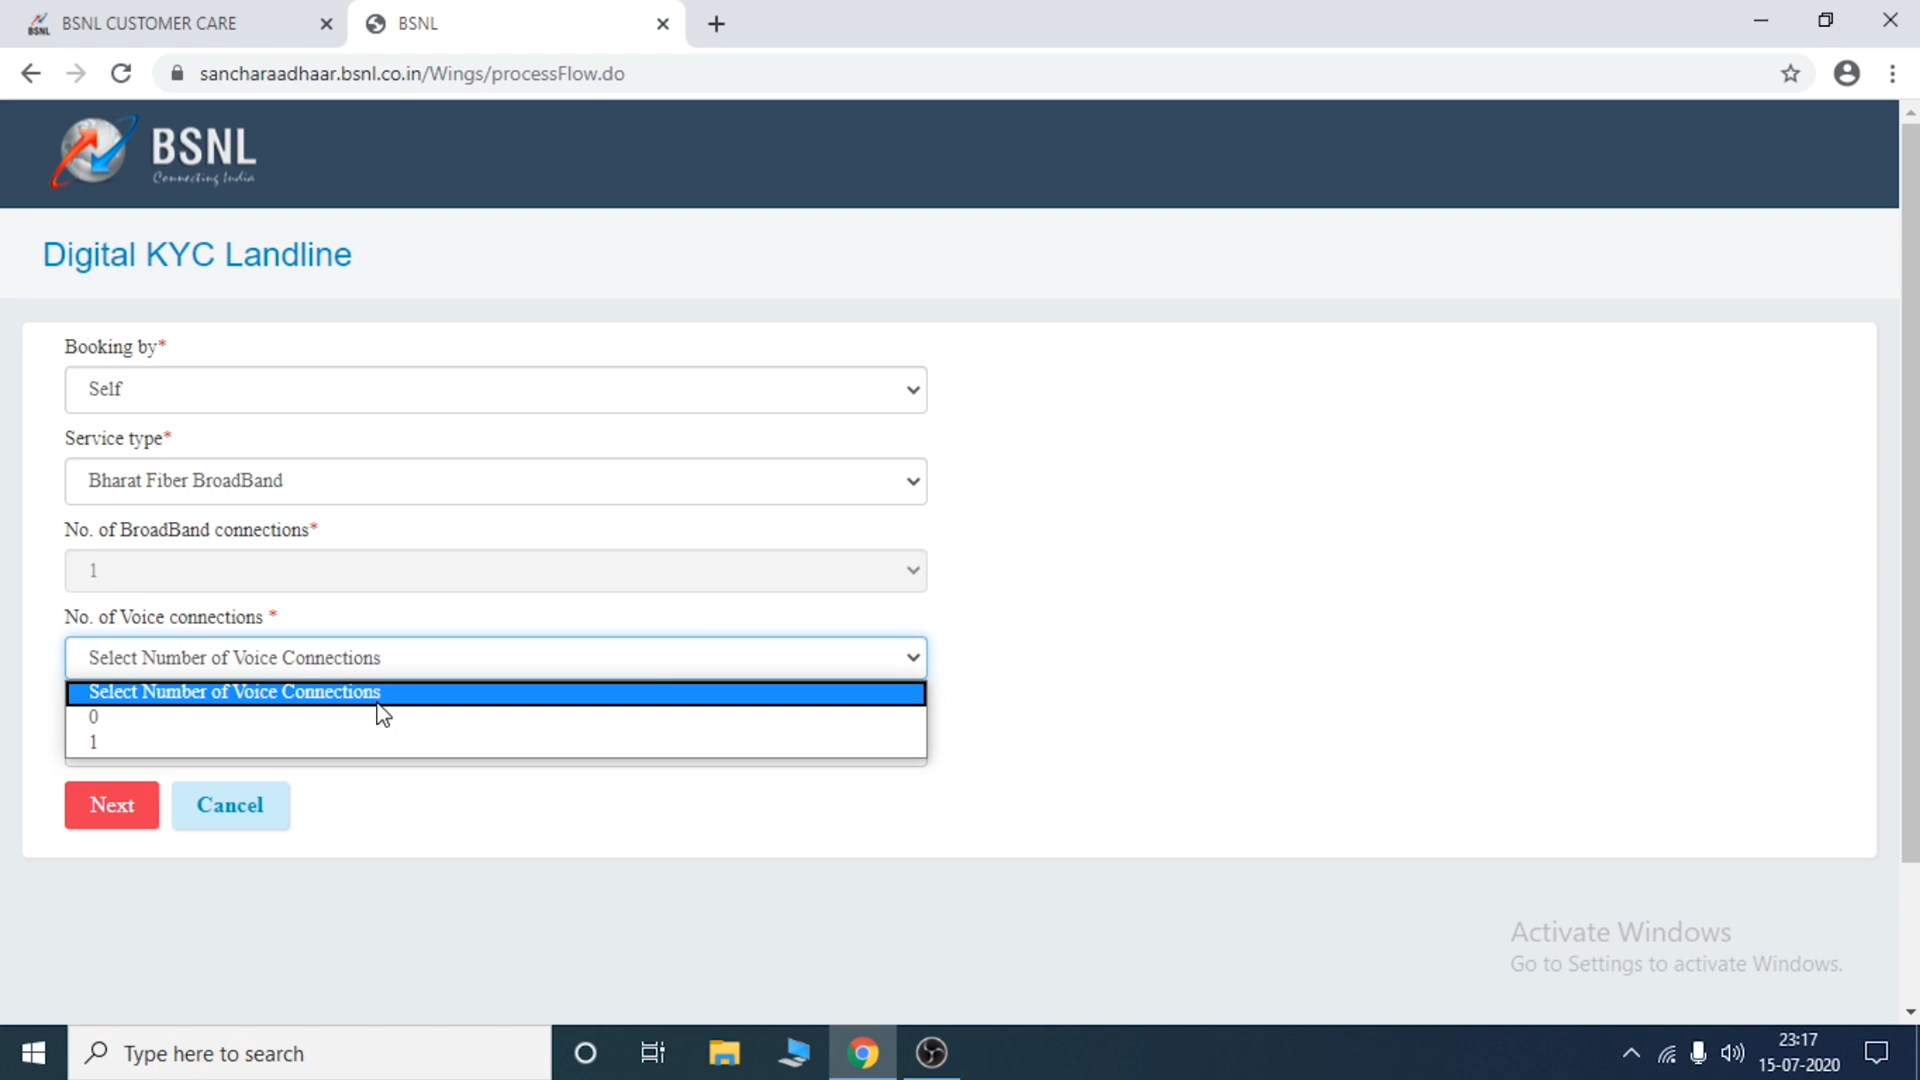 BSNL CUSTOMER CARE
BSNL
sancharaadhaar.bsnl.co.in/Wings/processFlow.do
BSNL
Connecting India
Digital KYC Landline
Booking by*
Self
Service type*
Bharat Fiber BroadBand
No. of BroadBand connections*
1
No. of Voice connections *
Select Number of Voice Connections
Select Number of Voice Connections
0
1
Next
Cancel
Activate Windows
Go to Settings to activate Windows.
Type here to search
23:17
15-07-2020